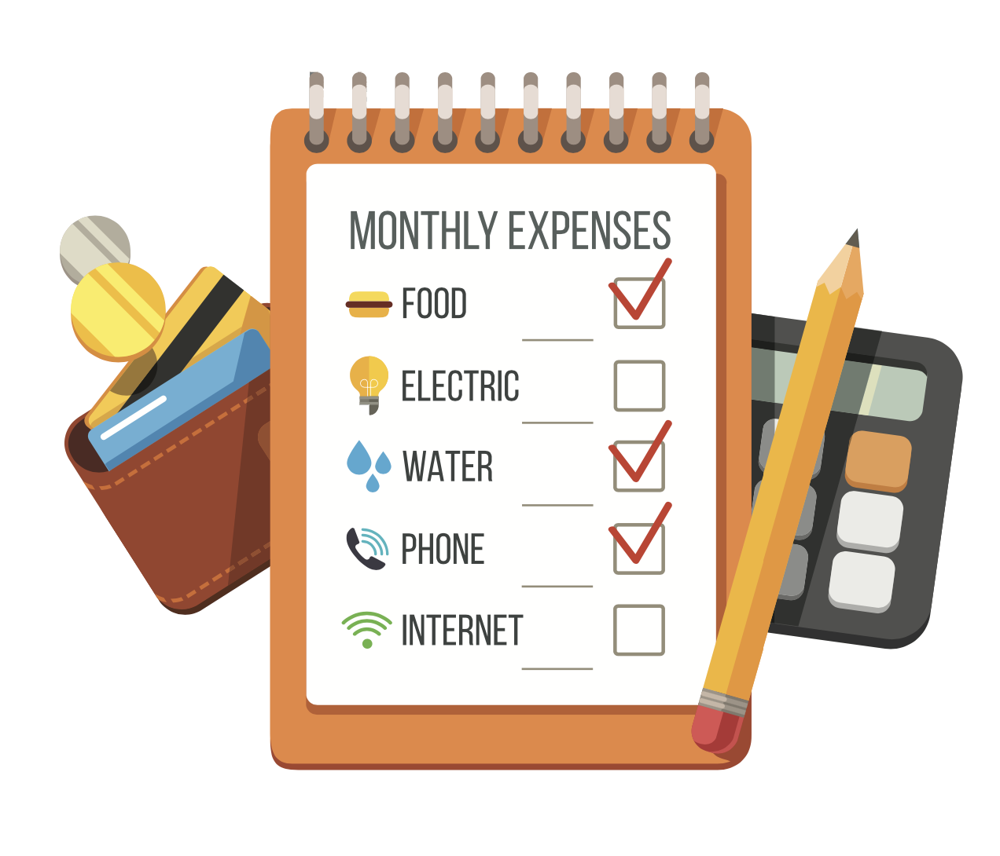 MONTHLY EXPENSES
FOOD
ELECTRIC
WATER
PHONE
INTERNET